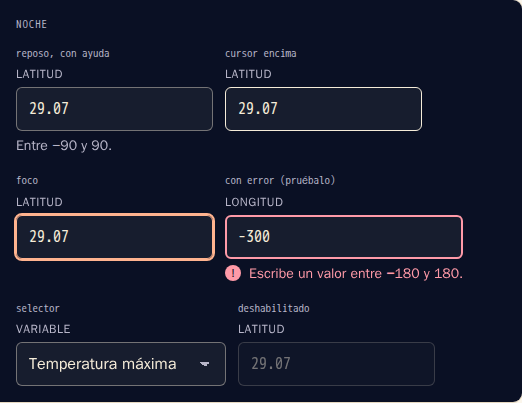 NOCHE
reposo, con ayuda
cursor encima
LATITUD
LATITUD
29.07
29.07
Entre −90 y 90.
foco
con error (pruébalo)
LATITUD
LONGITUD
29.07
-300
! Escribe un valor entre −180 y 180.
selector
deshabilitado
VARIABLE
LATITUD
Temperatura máxima
29.07